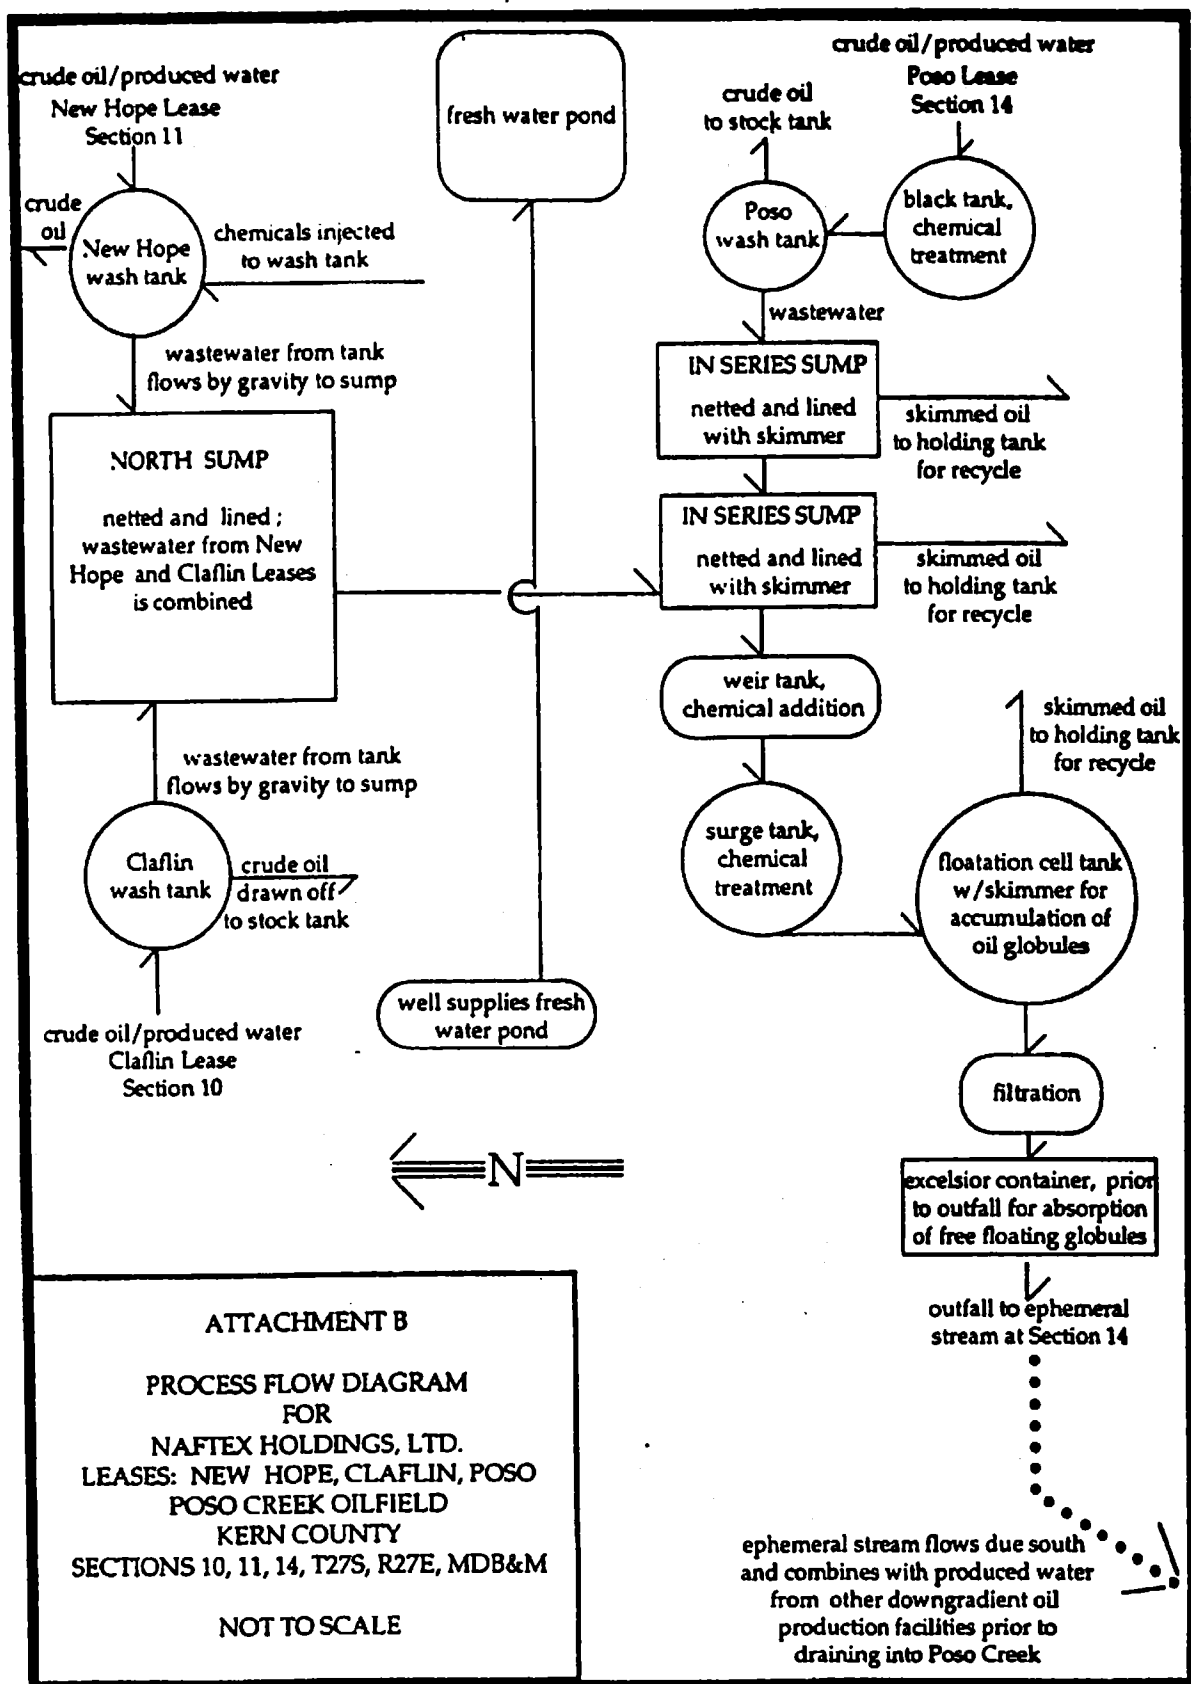 crude oil/produced water
New Hope Lease
Section 11
crude
oil
New Hope
wash tank
chemicals injected
to wash tank
wastewater from tank
flows by gravity to sump
NORTH SUMP
netted and lined ;
wastewater from New
Hope and Claflin Leases
is combined
wastewater from tank
flows by gravity to sump
Claflin
wash tank
crude oil
drawn off
to stock tank
crude oil/produced water
Claflin Lease
Section 10
fresh water pond
well supplies fresh
water pond
crude oil/produced water
Poso Lease
Section 14
crude oil
to stock tank
Poso
wash tank
black tank,
chemical
treatment
wastewater
IN SERIES SUMP
netted and lined
with skimmer
skimmed oil
to holding tank
for recycle
IN SERIES SUMP
netted and lined
with skimmer
skimmed oil
to holding tank
for recycle
weir tank,
chemical addition
surge tank,
chemical
treatment
skimmed oil
to holding tank
for recycle
floatation cell tank
w/skimmer for
accumulation of
oil globules
filtration
excelsior container, prior
to outfall for absorption
of free floating globules
outfall to ephemeral
stream at Section 14
ephemeral stream flows due south
and combines with produced water
from other downgradient oil
production facilities prior to
draining into Poso Creek
N
ATTACHMENT B
PROCESS FLOW DIAGRAM
FOR
NAFTEX HOLDINGS, LTD.
LEASES: NEW HOPE, CLAFLIN, POSO
POSO CREEK OILFIELD
KERN COUNTY
SECTIONS 10, 11, 14, T27S, R27E, MDB&M
NOT TO SCALE